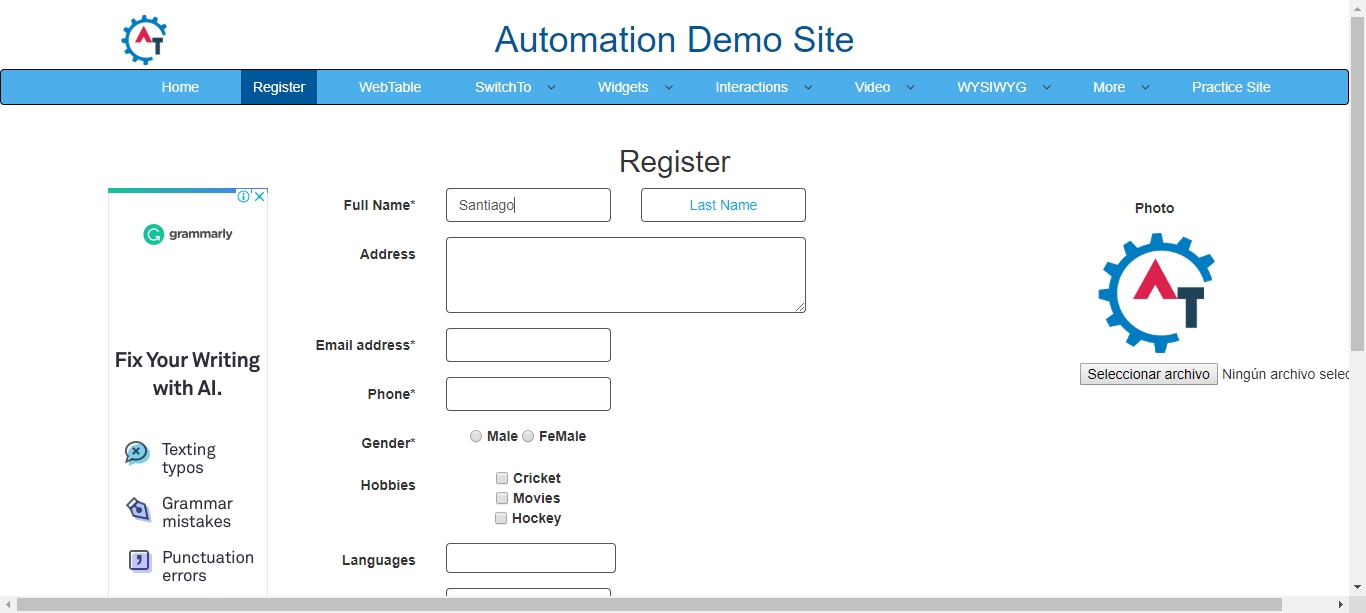 AT
Automation Demo Site
Home Register WebTable SwitchTo Widgets Interactions Video WYSIWYG More Practice Site
Register
grammarly
Fix Your Writing
with AI.
Texting
typos
Grammar
mistakes
Punctuation
errors
Full Name* Santiago Last Name
Address
Email address*
Phone*
Gender* Male FeMale
Hobbies Cricket
Movies
Hockey
Languages
Photo
AT
Seleccionar archivo Ningún archivo selec